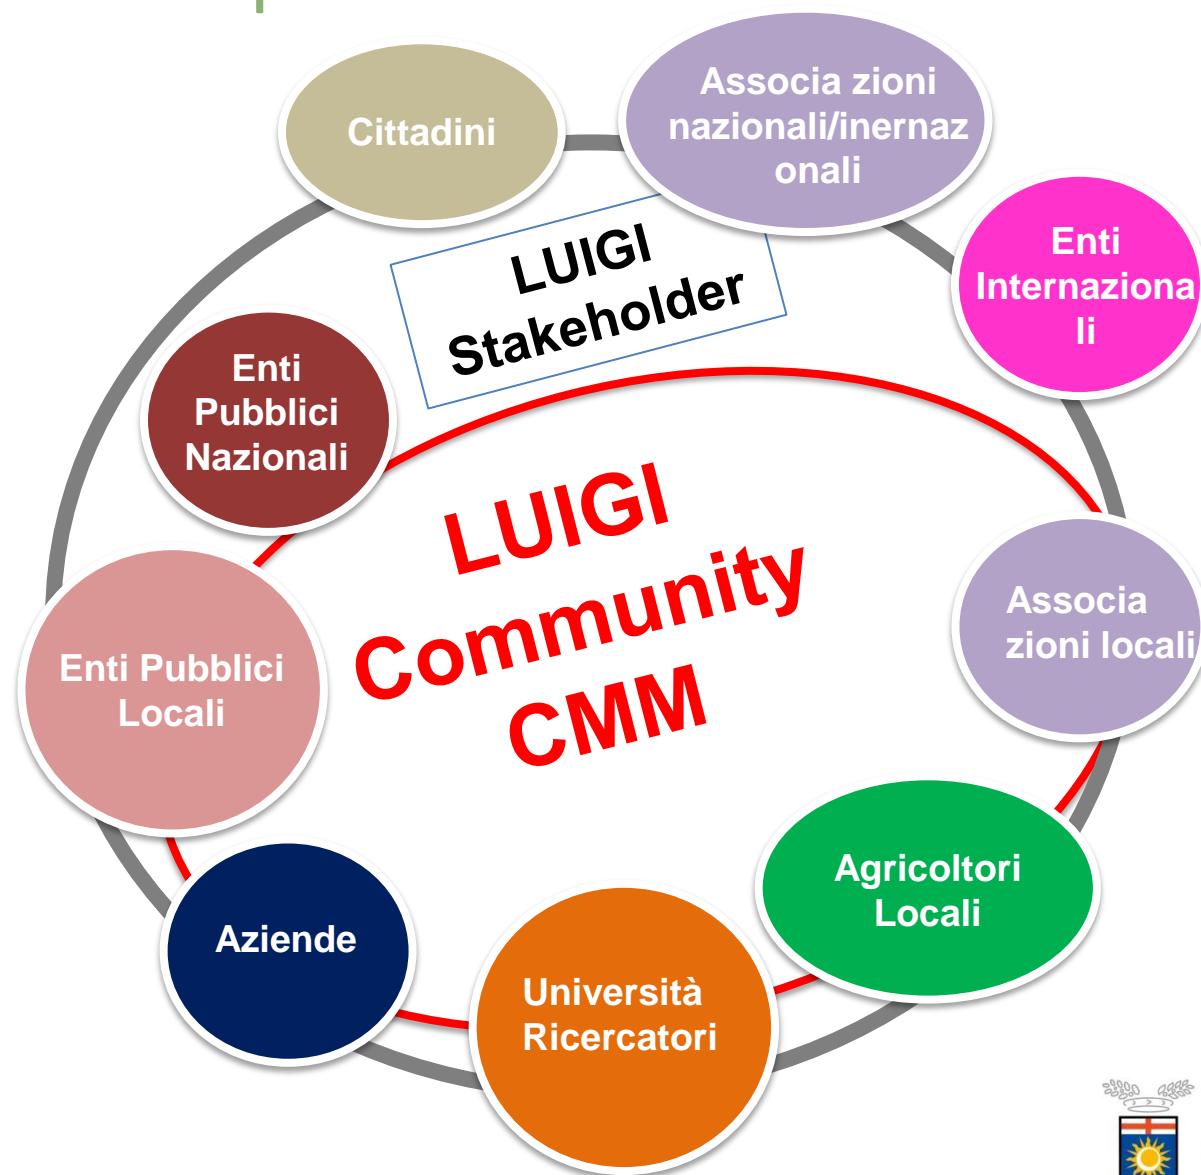 Cittadini
Associa zioni
nazionali/inernaz
onali
Enti
Internaziona
li
LUIGI
Stakeholder
Enti
Pubblici
Nazionali
LUIGI
Community
CMM
Associa
zioni locali
Enti Pubblici
Locali
Agricoltori
Locali
Aziende
Università
Ricercatori